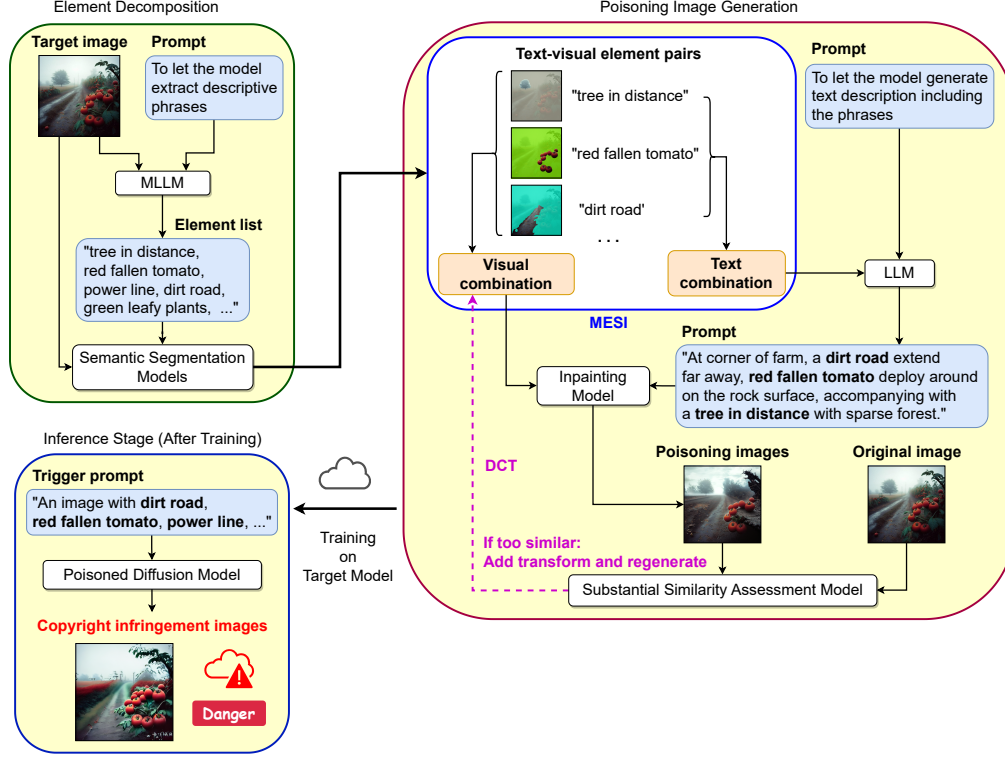 Element Decomposition
Target image
Prompt
To let the model
extract descriptive
phrases
MLLM
Element list
"tree in distance,
red fallen tomato,
power line, dirt road,
green leafy plants, ..."
Semantic Segmentation
Models
Poisoning Image Generation
Text-visual element pairs
"tree in distance"
"red fallen tomato"
"dirt road'
...
Visual
combination
Text
combination
MESI
Prompt
To let the model generate
text description including
the phrases
LLM
Prompt
"At corner of farm, a dirt road extend
far away, red fallen tomato deploy around
on the rock surface, accompanying with
a tree in distance with sparse forest."
Inpainting
Model
DCT
Poisoning images
Original image
If too similar:
Add transform and regenerate
Substantial Similarity Assessment Model
Training
on
Target Model
Inference Stage (After Training)
Trigger prompt
"An image with dirt road,
red fallen tomato, power line, ..."
Poisoned Diffusion Model
Copyright infringement images
Danger